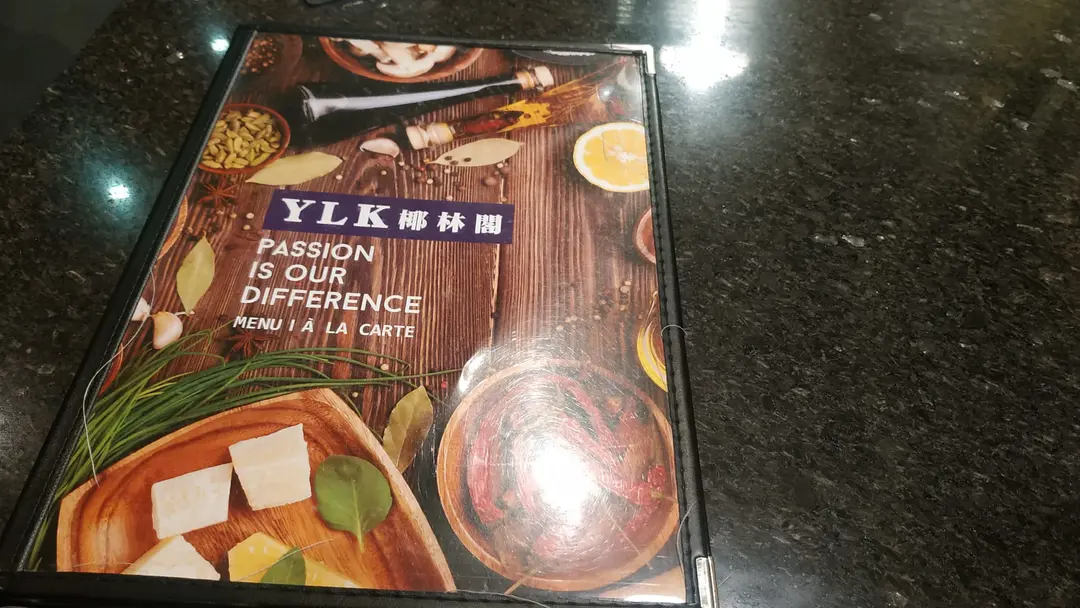 YLK 椰林閣
PASSION
IS OUR
DIFFERENCE
MENU I À LA CARTE